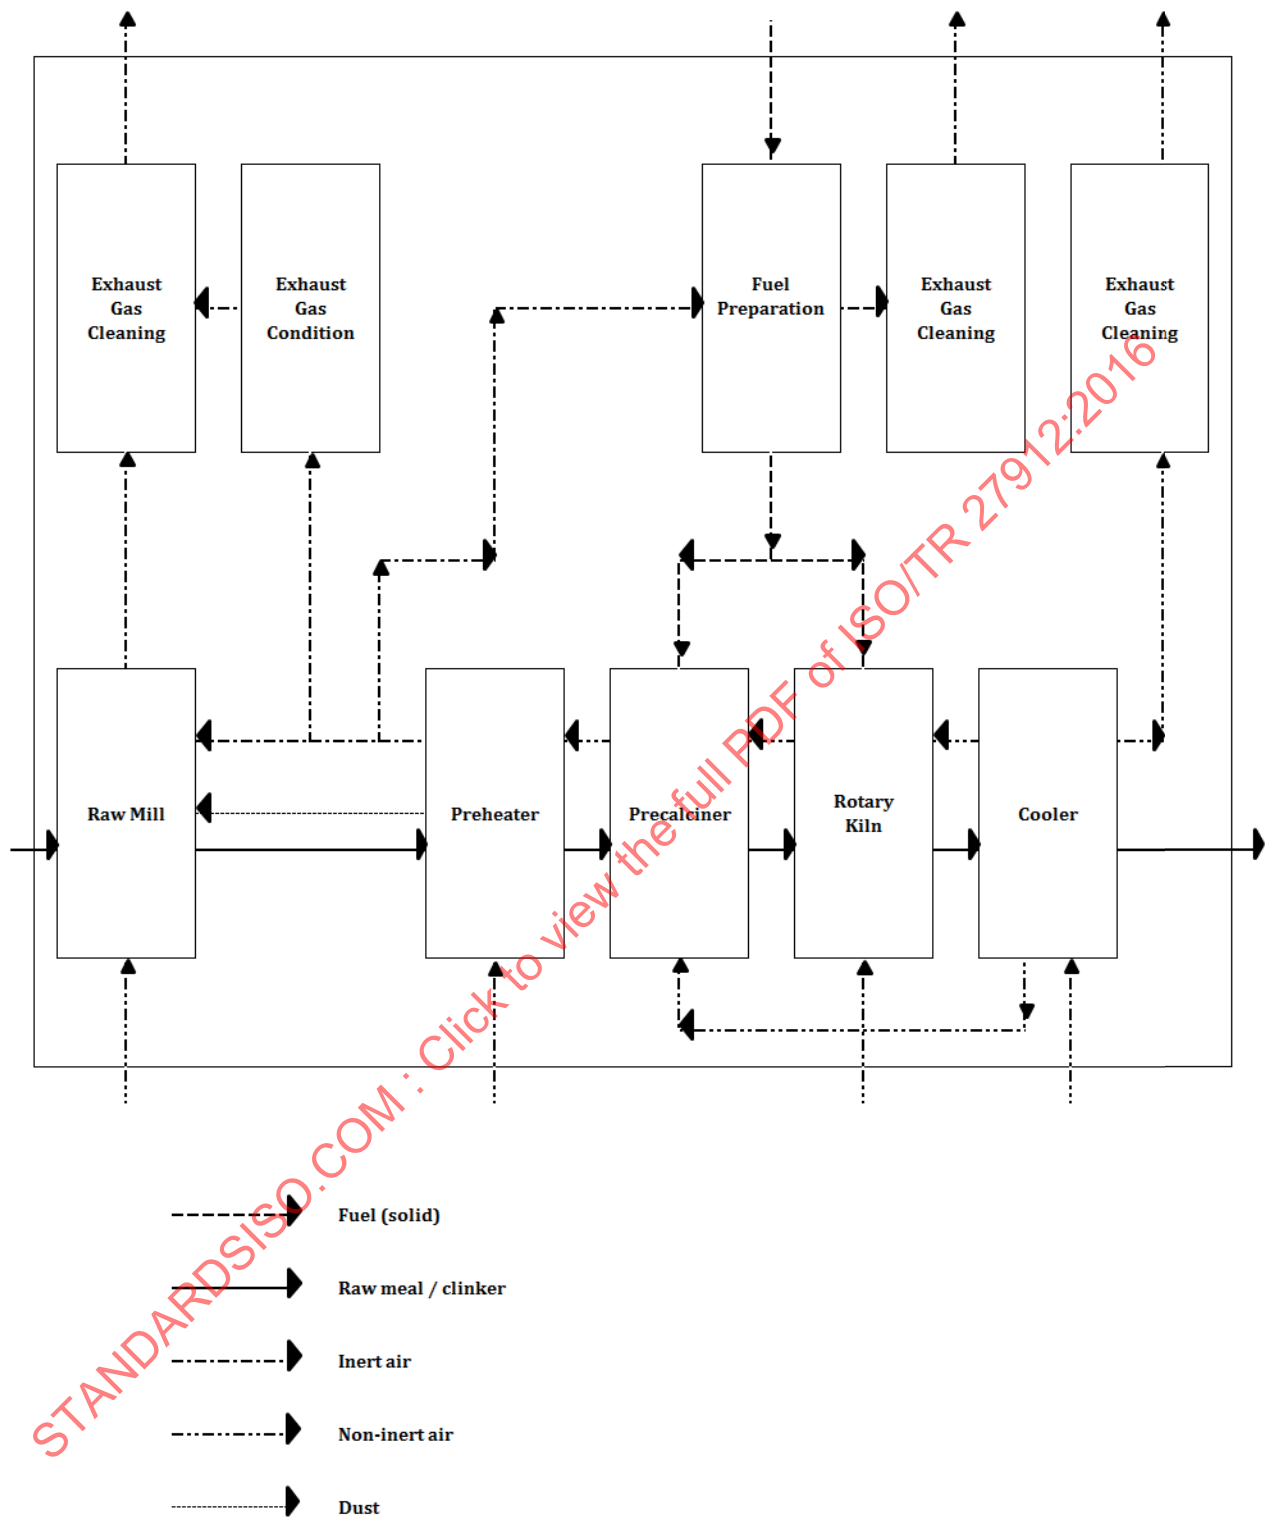 Exhaust
Gas
Cleaning
Exhaust
Gas
Condition
Fuel
Preparation
Exhaust
Gas
Cleaning
Exhaust
Gas
Cleaning
Raw Mill
Preheater
Precalciner
Rotary
Kiln
Cooler
STANDARDSISO.COM : Click to view the full PDF of ISO/TR 27912:2016
Fuel (solid)
Raw meal / clinker
Inert air
Non-inert air
Dust